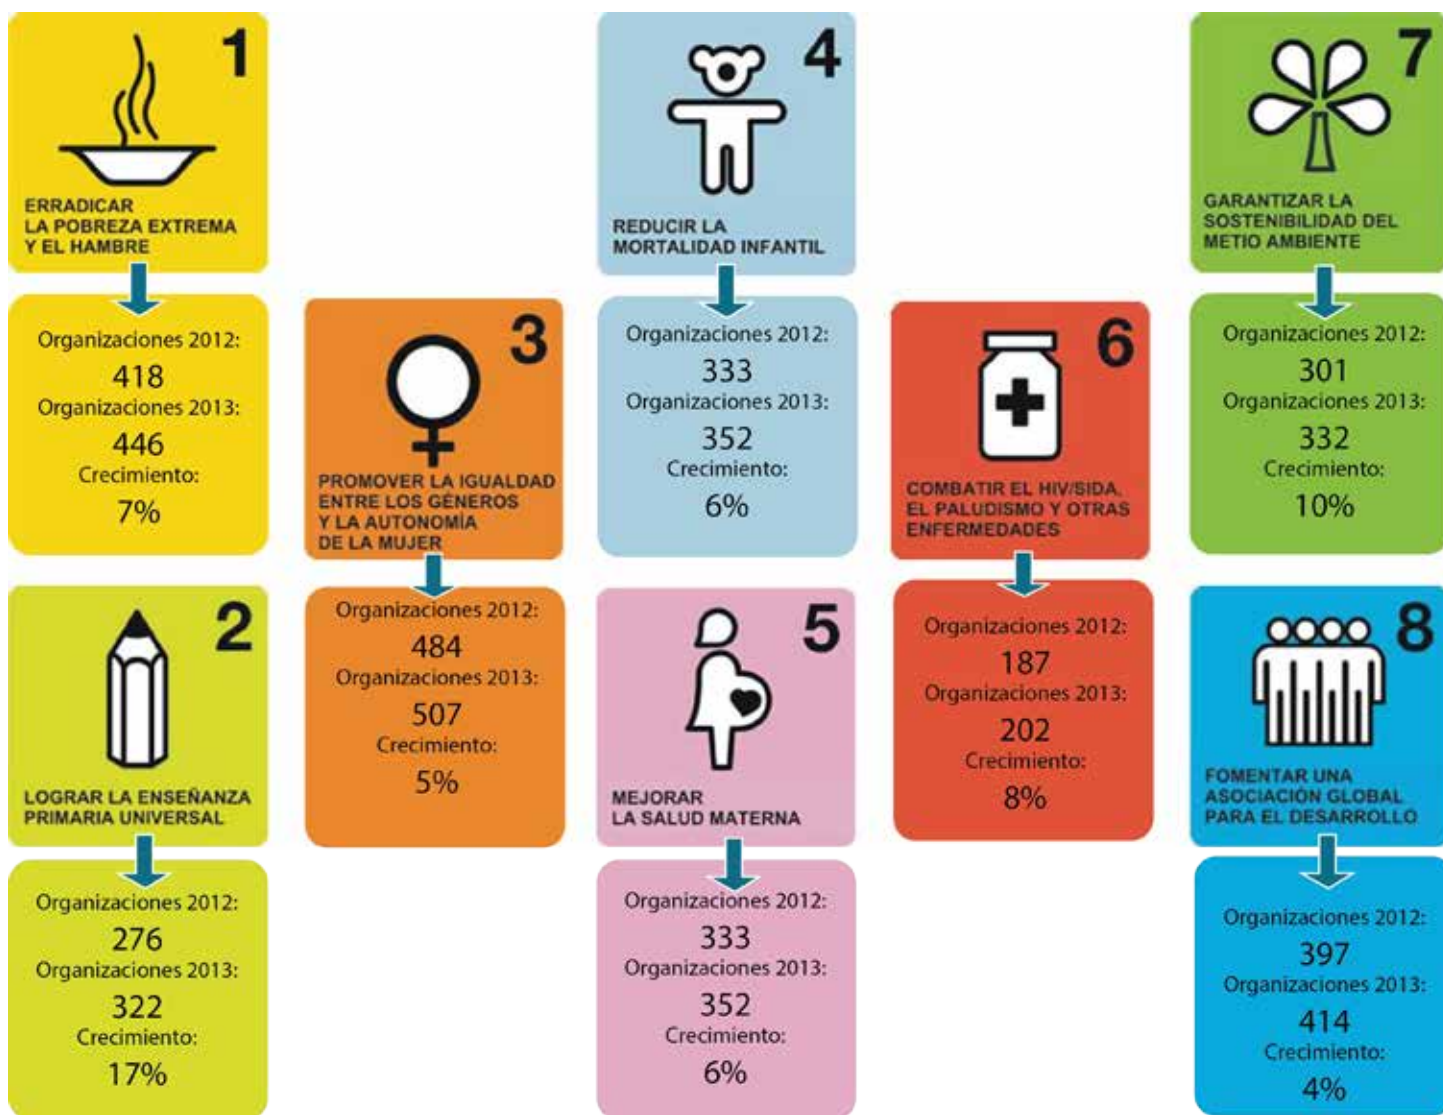 1
ERRADICAR
LA POBREZA EXTREMA
Y EL HAMBRE
Organizaciones 2012:
418
Organizaciones 2013:
446
Crecimiento:
7%
2
LOGRAR LA ENSEÑANZA
PRIMARIA UNIVERSAL
Organizaciones 2012:
276
Organizaciones 2013:
322
Crecimiento:
17%
3
PROMOVER LA IGUALDAD
ENTRE LOS GÉNEROS
Y LA AUTONOMÍA
DE LA MUJER
Organizaciones 2012:
484
Organizaciones 2013:
507
Crecimiento:
5%
4
REDUCIR LA
MORTALIDAD INFANTIL
Organizaciones 2012:
333
Organizaciones 2013:
352
Crecimiento:
6%
5
MEJORAR
LA SALUD MATERNA
Organizaciones 2012:
333
Organizaciones 2013:
352
Crecimiento:
6%
6
COMBATIR EL HIV/SIDA,
EL PALUDISMO Y OTRAS
ENFERMEDADES
Organizaciones 2012:
187
Organizaciones 2013:
202
Crecimiento:
8%
7
GARANTIZAR LA
SOSTENIBILIDAD DEL
METIO AMBIENTE
Organizaciones 2012:
301
Organizaciones 2013:
332
Crecimiento:
10%
8
FOMENTAR UNA
ASOCIACIÓN GLOBAL
PARA EL DESARROLLO
Organizaciones 2012:
397
Organizaciones 2013:
414
Crecimiento:
4%